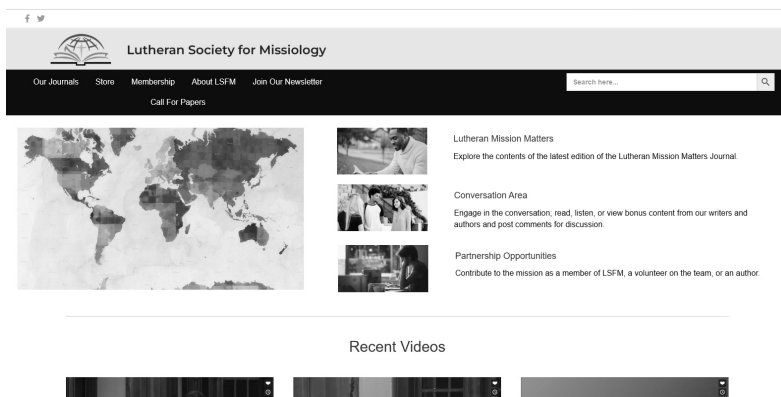 Lutheran Society for Missiology
Our Journals Store Membership About LSFM Join Our Newsletter
Search here...
Call For Papers
Lutheran Mission Matters
Explore the contents of the latest edition of the Lutheran Mission Matters Journal.
Conversation Area
Engage in the conversation; read, listen, or view bonus content from our writers and
authors and post comments for discussion.
Partnership Opportunities
Contribute to the mission as a member of LSFM, a volunteer on the team, or an author.
Recent Videos